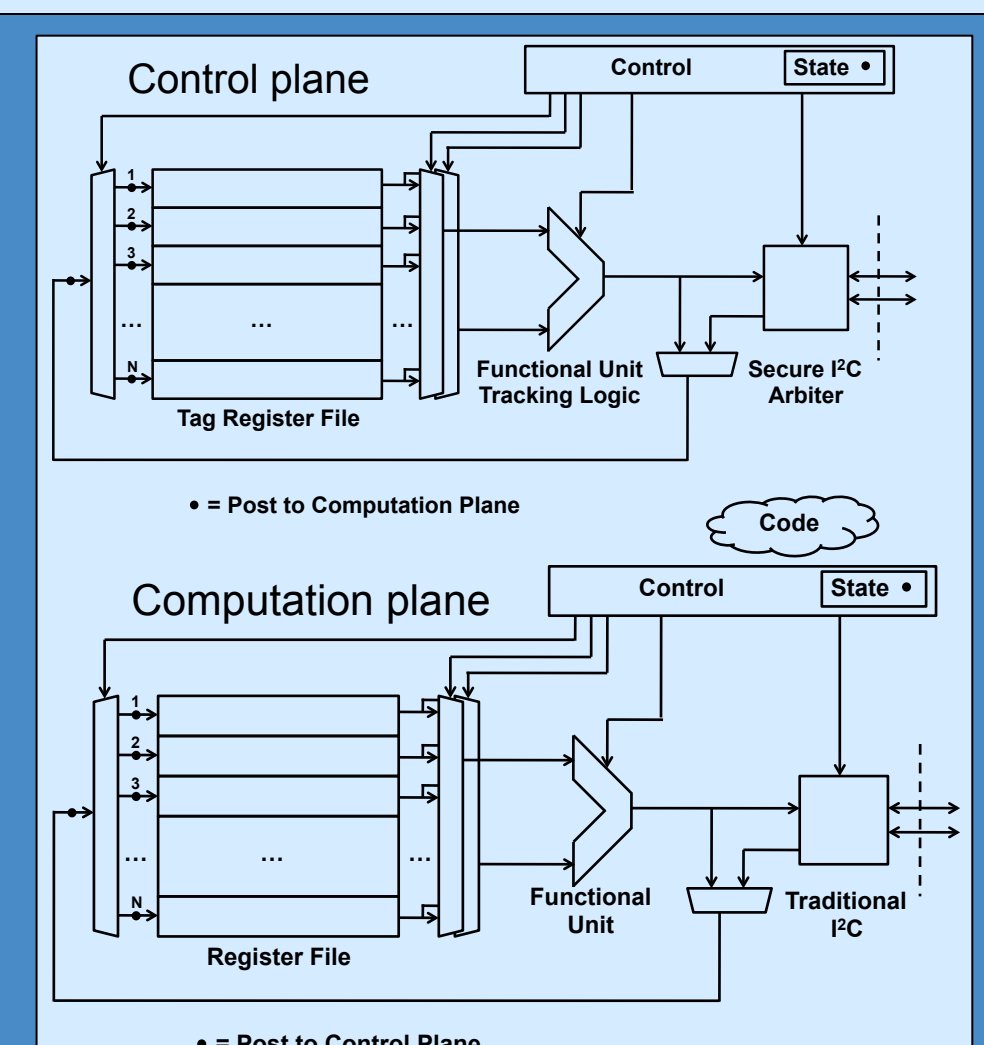 Control plane
Control
State •
1
2
3
...
...
...
N
Tag Register File
Functional Unit
Tracking Logic
Secure I²C
Arbiter
• = Post to Computation Plane
Code
Computation plane
Control
State •
1
2
3
...
...
...
N
Register File
Functional
Unit
Traditional
I²C
• = Post to Control Plane